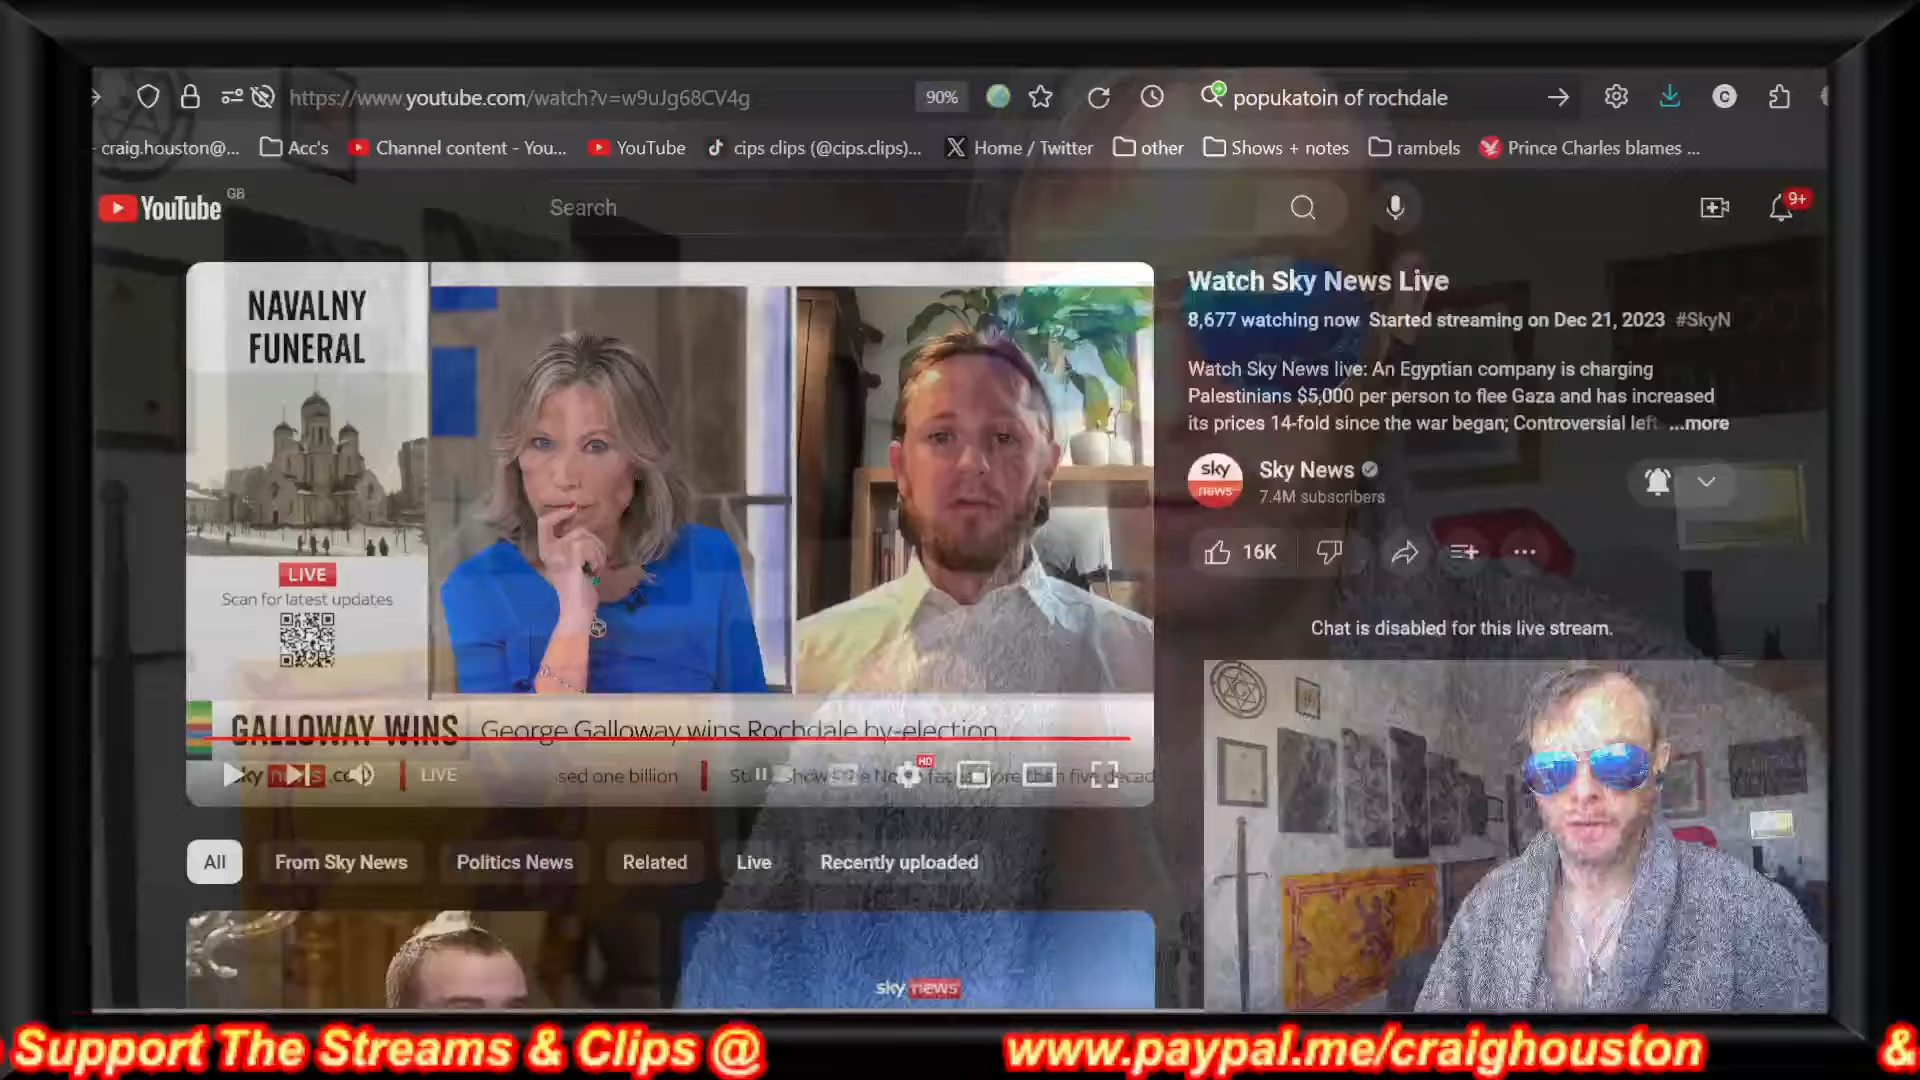 https://www.youtube.com/watch?v=w9uJg68CV4g
90%
popukatoin of rochdale
C
- craig.houston@...
Acc's
Channel content - You...
YouTube
cips clips (@cips.clips)...
Home / Twitter
other
Shows + notes
rambels
Prince Charles blames ...
YouTube
GB
Search
9+
NAVALNY
FUNERAL
LIVE
Scan for latest updates
GALLOWAY WINS
George Galloway wins Rochdale by-election
LIVE
sed one billion
HD
Watch Sky News Live
8,677 watching now Started streaming on Dec 21, 2023 #SkyN
Watch Sky News live: An Egyptian company is charging
Palestinians $5,000 per person to flee Gaza and has increased
its prices 14-fold since the war began; Controversial left ...more
sky
news
Sky News
7.4M subscribers
16K
Chat is disabled for this live stream.
All
From Sky News
Politics News
Related
Live
Recently uploaded
sky news
Support The Streams & Clips @
www.paypal.me/craighouston
&